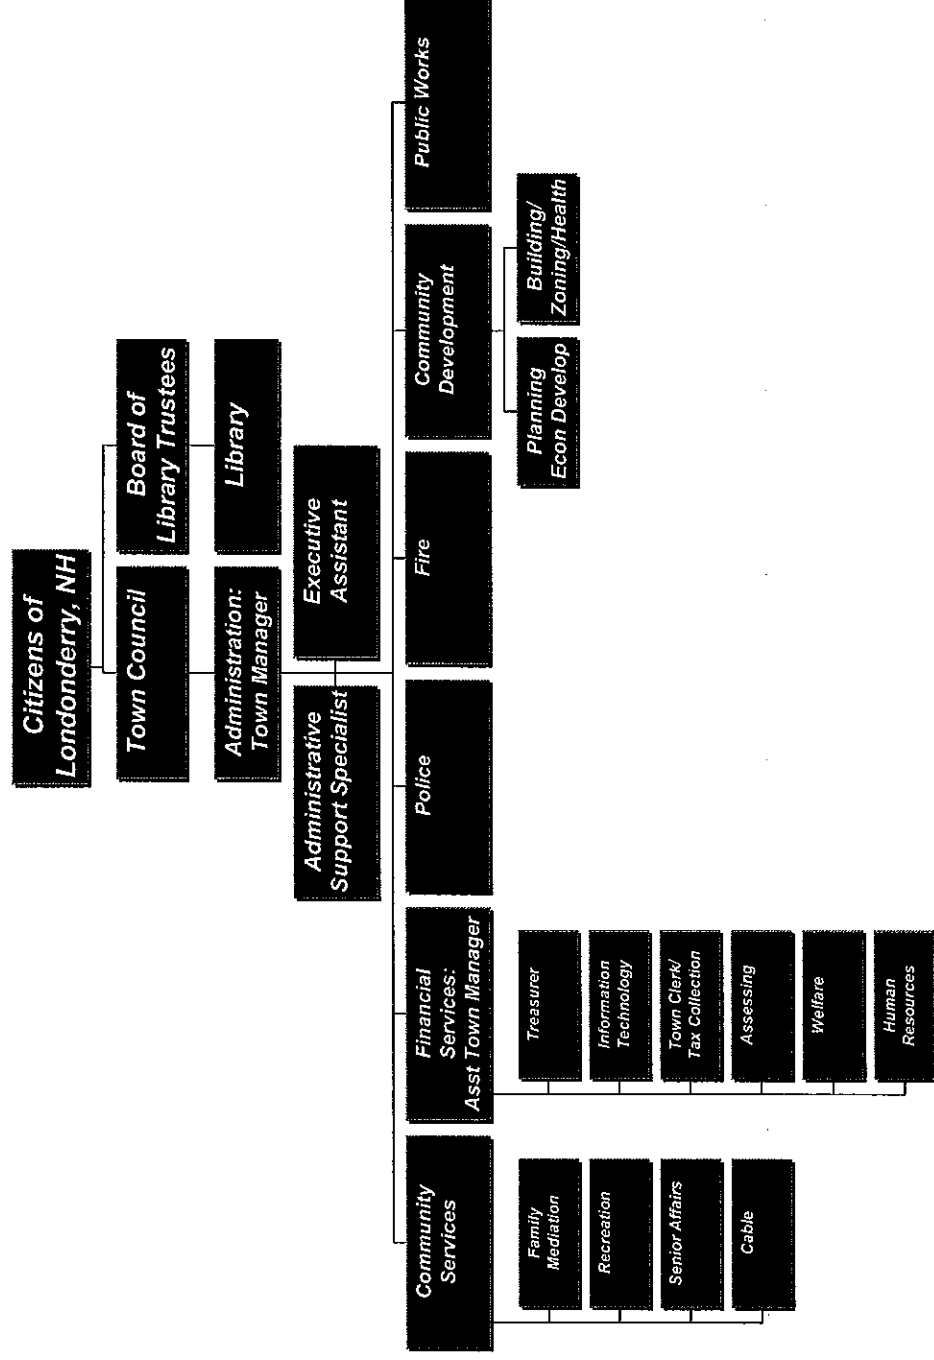 Citizens of
Londonderry, NH
Town Council
Board of
Library Trustees
Administration:
Town Manager
Library
Administrative
Support Specialist
Executive
Assistant
Community
Services
Financial
Services:
Asst Town Manager
Police
Fire
Community
Development
Public Works
Family
Mediation
Recreation
Senior Affairs
Cable
Treasurer
Information
Technology
Town Clerk/
Tax Collection
Assessing
Welfare
Human
Resources
Planning
Econ Develop
Building/
Zoning/Health